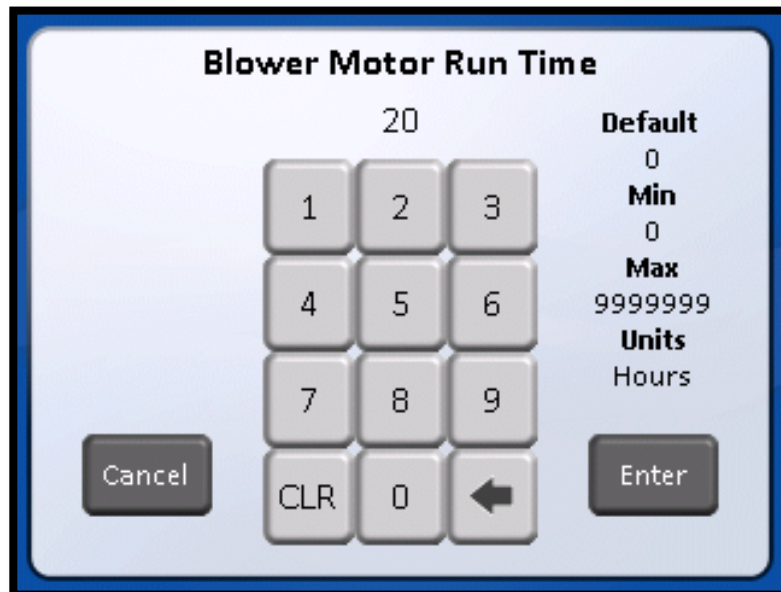 Blower Motor Run Time
20
1 2 3
4 5 6
7 8 9
CLR 0
Default
0
Min
0
Max
9999999
Units
Hours
Cancel
Enter